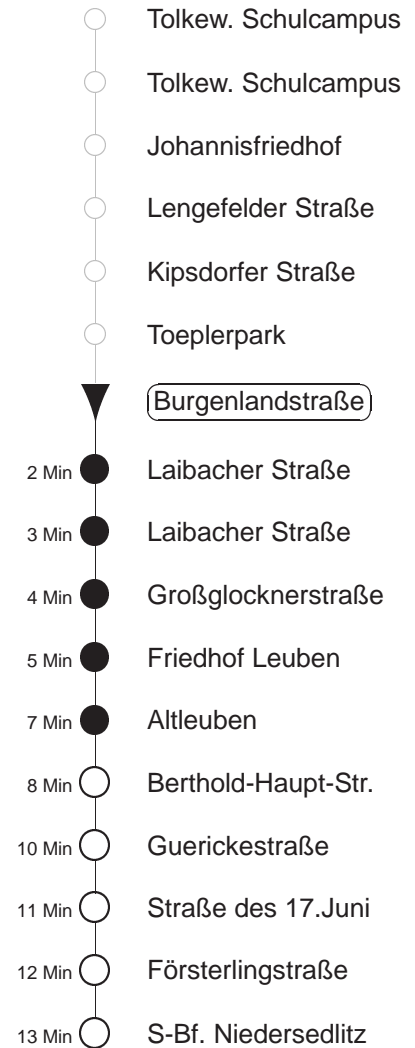 Tolkew. Schulcampus
Tolkew. Schulcampus
Johannisfriedhof
Lengefelder Straße
Kipsdorfer Straße
Toeplerpark
Burgenlandstraße
2 Min Laibacher Straße
3 Min Laibacher Straße
4 Min Großglocknerstraße
5 Min Friedhof Leuben
7 Min Altleuben
8 Min Berthold-Haupt-Str.
10 Min Guerickestraße
11 Min Straße des 17.Juni
12 Min Försterlingstraße
13 Min S-Bf. Niedersedlitz